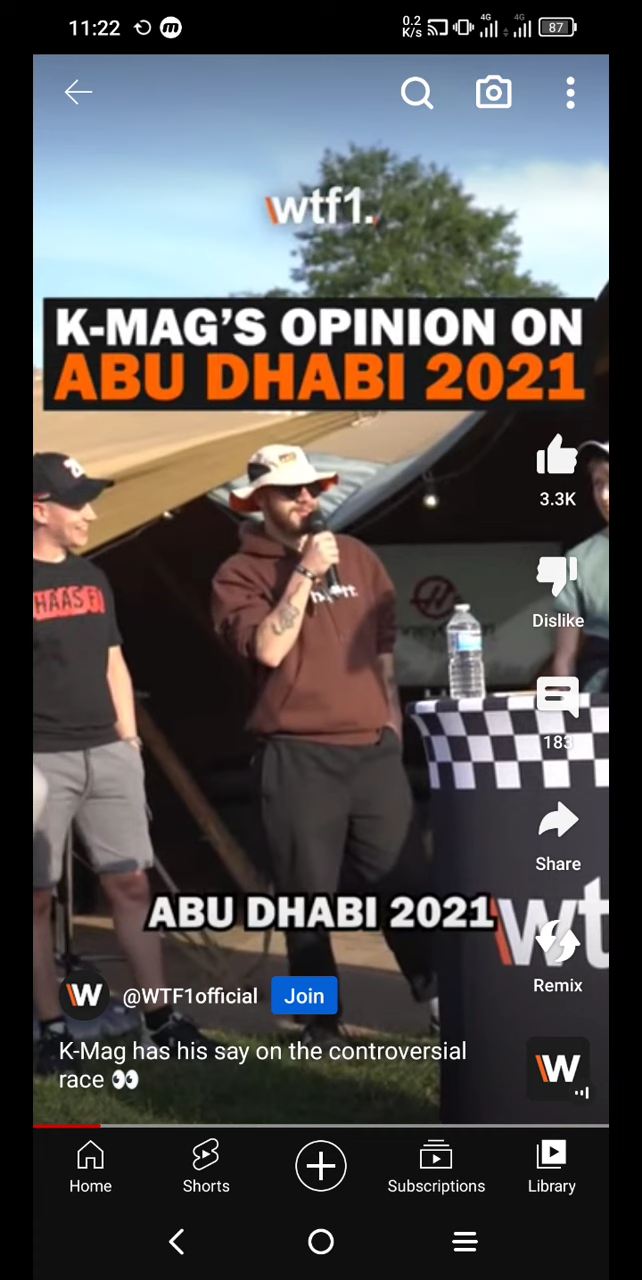 11:22
0.2
K/s
4G
4G
87
\wtf1.
K-MAG'S OPINION ON
ABU DHABI 2021
3.3K
HAAS F1
Dislike
183
Share
ABU DHABI 2021
\wt
Remix
\W @WTF1official Join
K-Mag has his say on the controversial
race 👀
\W
Home
Shorts
Subscriptions
Library